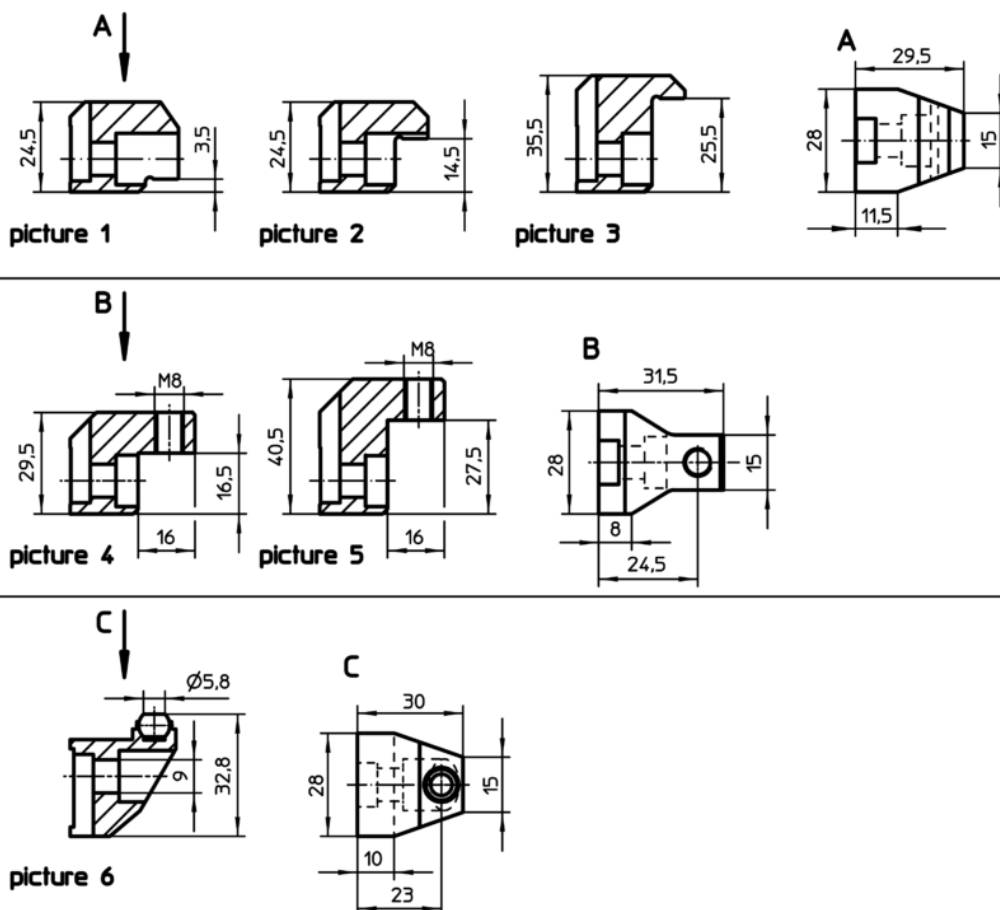 A
A
29,5
24,5
3,5
24,5
14,5
35,5
25,5
28
15
11,5
picture 1
picture 2
picture 3
B
B
M8
M8
31,5
29,5
16,5
40,5
27,5
28
15
16
16
8
24,5
picture 4
picture 5
C
C
Ø5,8
30
9
32,8
28
15
10
23
picture 6